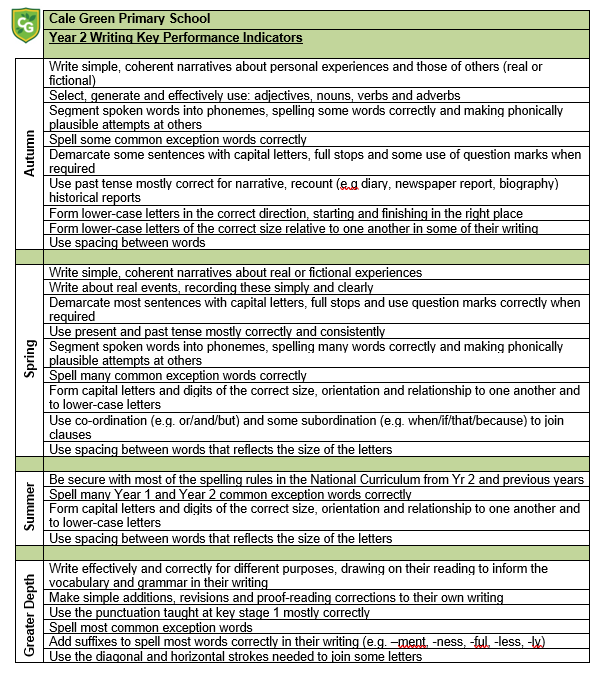 CG
Cale Green Primary School
Year 2 Writing Key Performance Indicators
Autumn
Write simple, coherent narratives about personal experiences and those of others (real or
fictional)
Select, generate and effectively use: adjectives, nouns, verbs and adverbs
Segment spoken words into phonemes, spelling some words correctly and making phonically
plausible attempts at others
Spell some common exception words correctly
Demarcate some sentences with capital letters, full stops and some use of question marks when
required
Use past tense mostly correct for narrative, recount (e.g diary, newspaper report, biography)
historical reports
Form lower-case letters in the correct direction, starting and finishing in the right place
Form lower-case letters of the correct size relative to one another in some of their writing
Use spacing between words
Spring
Write simple, coherent narratives about real or fictional experiences
Write about real events, recording these simply and clearly
Demarcate most sentences with capital letters, full stops and use question marks correctly when
required
Use present and past tense mostly correctly and consistently
Segment spoken words into phonemes, spelling many words correctly and making phonically
plausible attempts at others
Spell many common exception words correctly
Form capital letters and digits of the correct size, orientation and relationship to one another and
to lower-case letters
Use co-ordination (e.g. or/and/but) and some subordination (e.g. when/if/that/because) to join
clauses
Use spacing between words that reflects the size of the letters
Summer
Be secure with most of the spelling rules in the National Curriculum from Yr 2 and previous years
Spell many Year 1 and Year 2 common exception words correctly
Form capital letters and digits of the correct size, orientation and relationship to one another and
to lower-case letters
Use spacing between words that reflects the size of the letters
Greater Depth
Write effectively and correctly for different purposes, drawing on their reading to inform the
vocabulary and grammar in their writing
Make simple additions, revisions and proof-reading corrections to their own writing
Use the punctuation taught at key stage 1 mostly correctly
Spell most common exception words
Add suffixes to spell most words correctly in their writing (e.g. –ment, -ness, -ful, -less, -ly)
Use the diagonal and horizontal strokes needed to join some letters